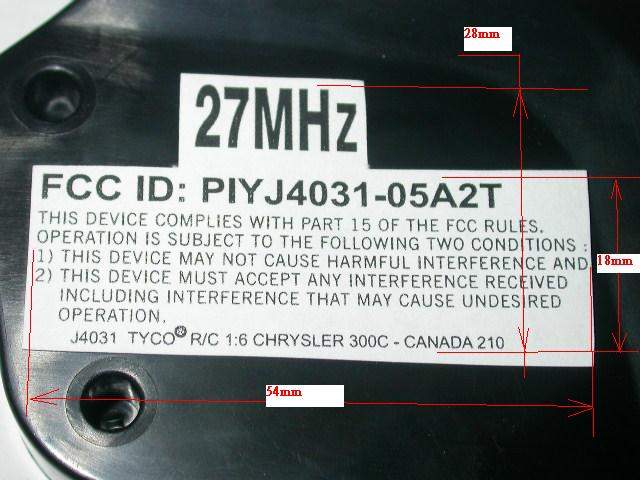 28mm
27MHz
FCC ID: PIYJ4031-05A2T
THIS DEVICE COMPLIES WITH PART 15 OF THE FCC RULES.
OPERATION IS SUBJECT TO THE FOLLOWING TWO CONDITIONS :
1) THIS DEVICE MAY NOT CAUSE HARMFUL INTERFERENCE AND
18mm
2) THIS DEVICE MUST ACCEPT ANY INTERFERENCE RECEIVED
INCLUDING INTERFERENCE THAT MAY CAUSE UNDESIRED
OPERATION.
J4031 TYCO® R/C 1:6 CHRYSLER 300C - CANADA 210
54mm